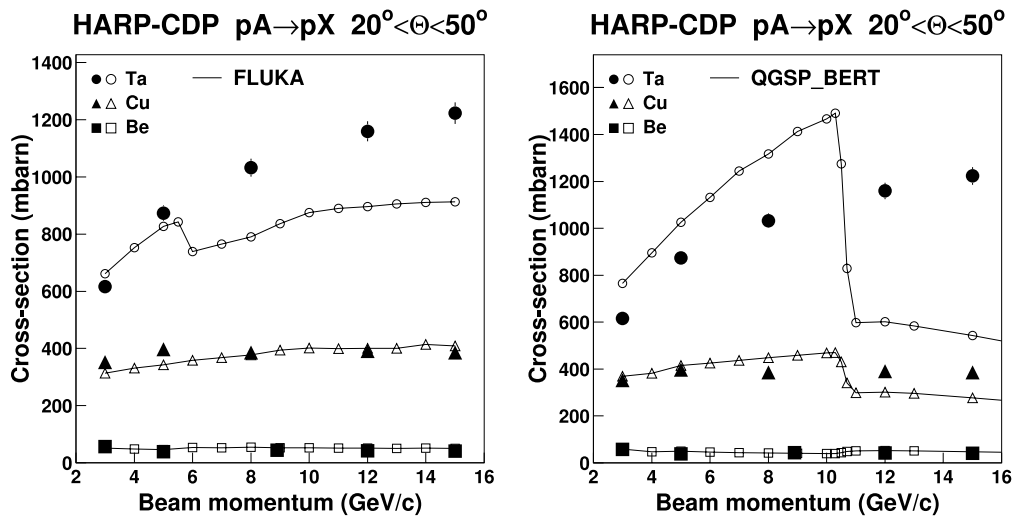 HARP-CDP pA→pX 20°<Θ<50°
1400
1200
1000
800
600
400
200
0
Cross-section (mbarn)
● ○ Ta
▲ △ Cu
■ □ Be
— FLUKA
2 4 6 8 10 12 14 16
Beam momentum (GeV/c)
HARP-CDP pA→pX 20°<Θ<50°
1600
1400
1200
1000
800
600
400
200
0
Cross-section (mbarn)
● ○ Ta
▲ △ Cu
■ □ Be
— QGSP_BERT
2 4 6 8 10 12 14 16
Beam momentum (GeV/c)